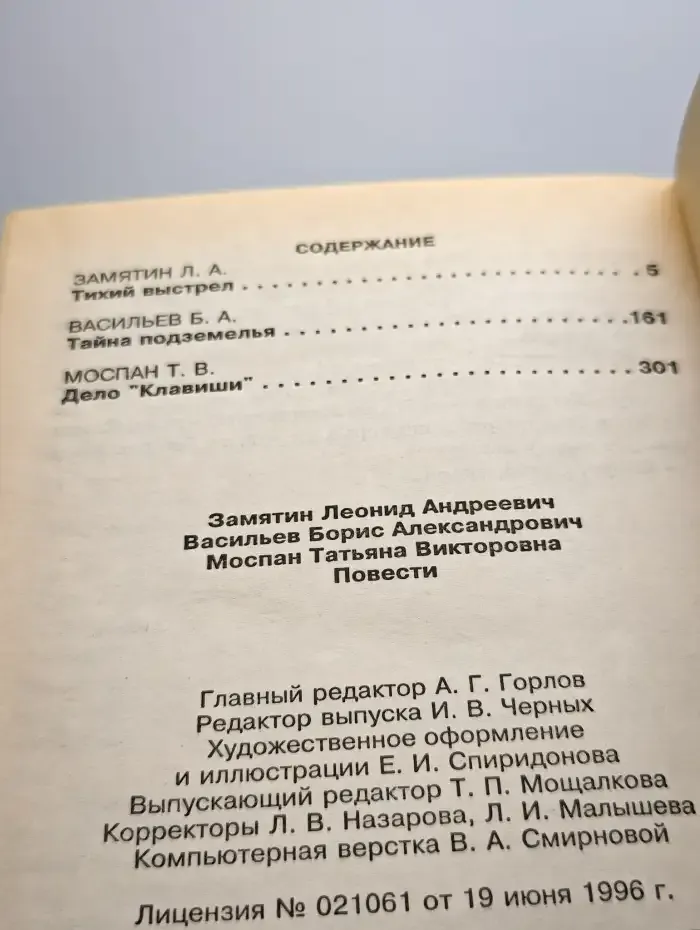 СОДЕРЖАНИЕ
ЗАМЯТИН Л. А.
Тихий выстрел . . . . . . . . . . . . . . . . . . . . . . . . . . . . 5
ВАСИЛЬЕВ Б. А.
Тайна подземелья . . . . . . . . . . . . . . . . . . . . . . . .161
МОСПАН Т. В.
Дело "Клавиши" . . . . . . . . . . . . . . . . . . . . . . . . . 301
Замятин Леонид Андреевич
Васильев Борис Александрович
Моспан Татьяна Викторовна
Повести
Главный редактор А. Г. Горлов
Редактор выпуска И. В. Черных
Художественное оформление
и иллюстрации Е. И. Спиридонова
Выпускающий редактор Т. П. Мощалкова
Корректоры Л. В. Назарова, Л. И. Малышева
Компьютерная верстка В. А. Смирновой
Лицензия № 021061 от 19 июня 1996 г.